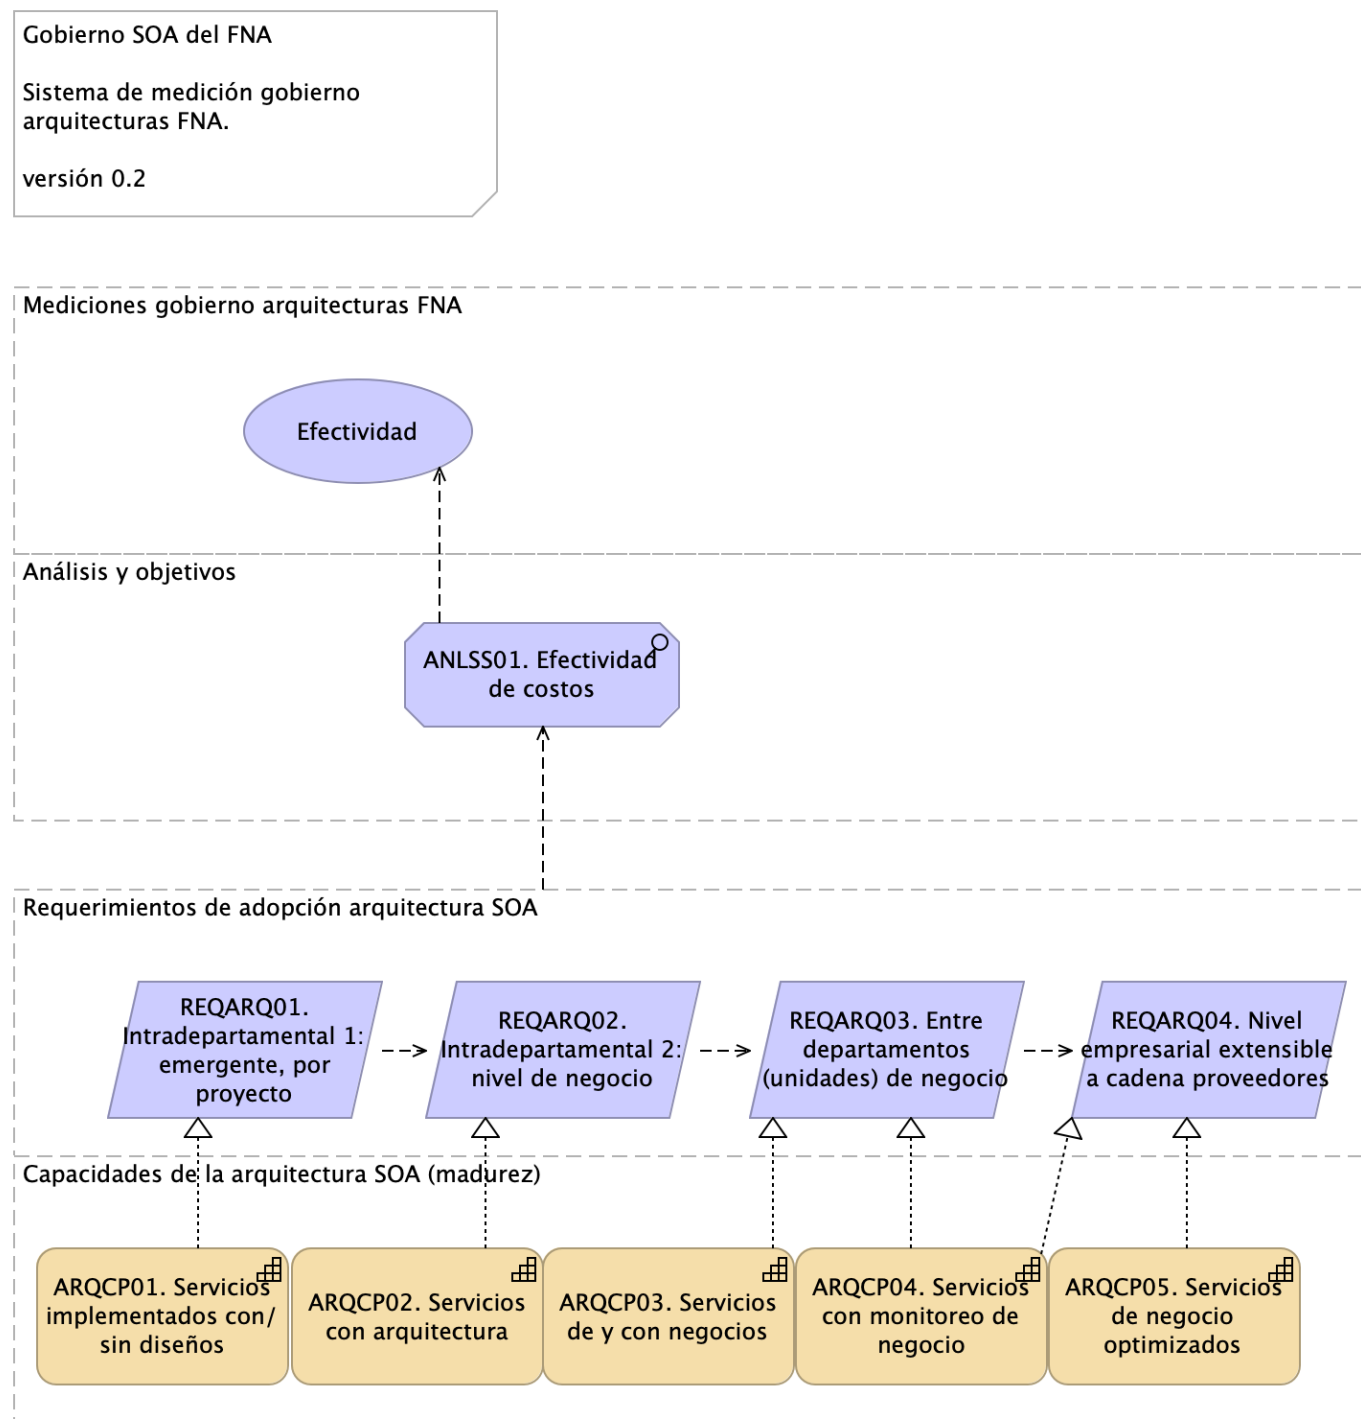 Gobierno SOA del FNA
Sistema de medición gobierno
arquitecturas FNA.
versión 0.2
Mediciones gobierno arquitecturas FNA
Efectividad
Análisis y objetivos
ANLSS01. Efectividad
de costos
Requerimientos de adopción arquitectura SOA
REQARQ01.
Intradepartamental 1:
emergente, por
proyecto
REQARQ02.
Intradepartamental 2:
nivel de negocio
REQARQ03. Entre
departamentos
(unidades) de negocio
REQARQ04. Nivel
empresarial extensible
a cadena proveedores
Capacidades de la arquitectura SOA (madurez)
ARQCP01. Servicios
implementados con/
sin diseños
ARQCP02. Servicios
con arquitectura
ARQCP03. Servicios
de y con negocios
ARQCP04. Servicios
con monitoreo de
negocio
ARQCP05. Servicios
de negocio
optimizados